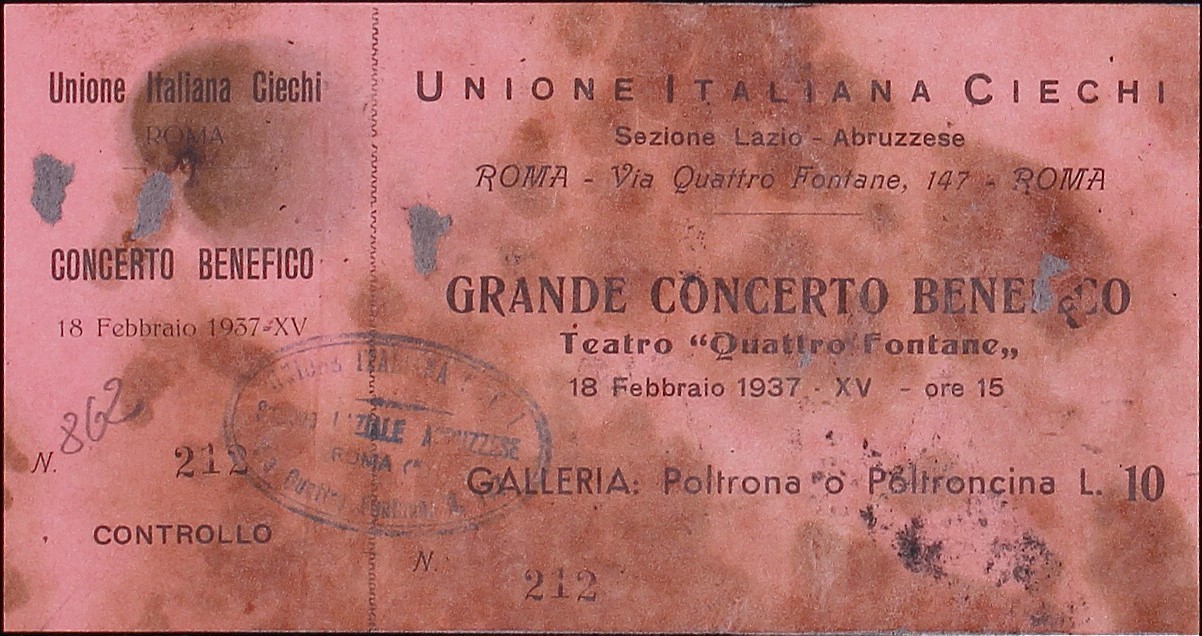 Unione Italiana Ciechi
ROMA
CONCERTO BENEFICO
18 Febbraio 1937-XV
862
N. 212
CONTROLLO
UNIONE ITALIANA CIECHI
Sezione Lazio - Abruzzese
ROMA - Via Quattro Fontane, 147 - ROMA
GRANDE CONCERTO BENEFICO
Teatro “Quattro Fontane„
18 Febbraio 1937 - XV - ore 15
GALLERIA: Poltrona o Poltroncina L. 10
N. 212
ROMA